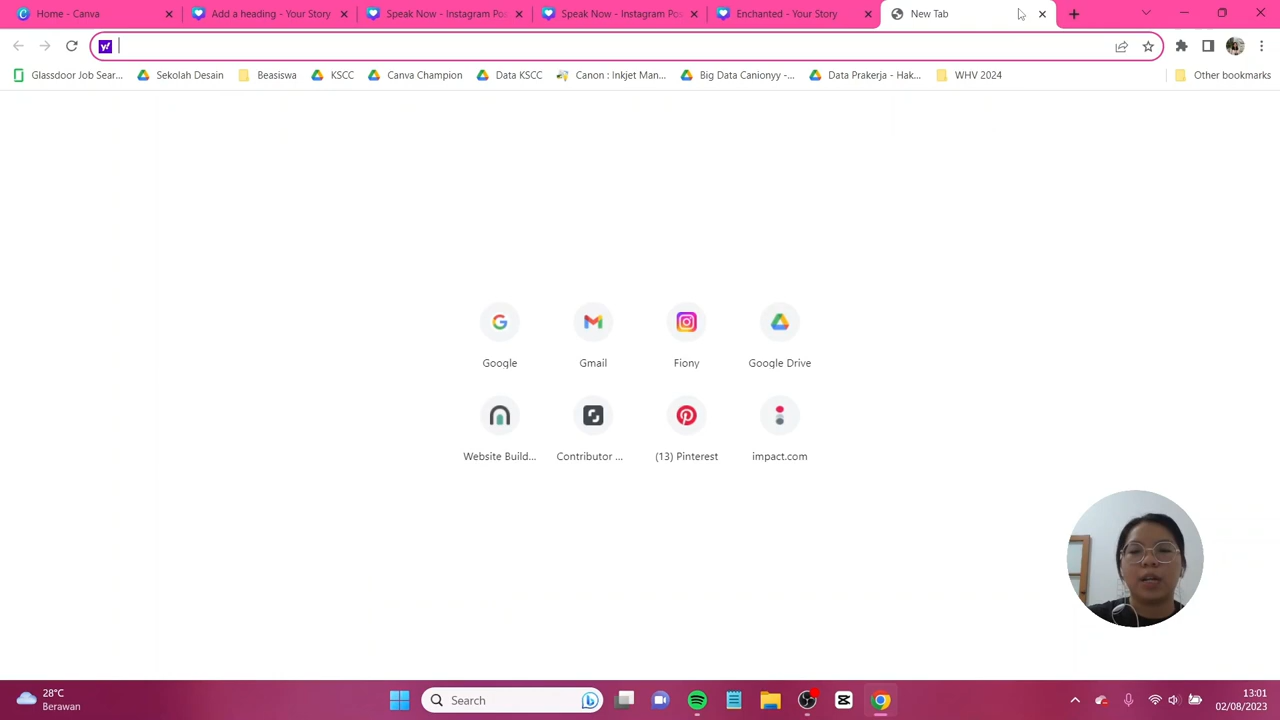 Home - Canva
Add a heading - Your Story
Speak Now - Instagram Pos
Speak Now - Instagram Pos
Enchanted - Your Story
New Tab
Glassdoor Job Sear...
Sekolah Desain
Beasiswa
KSCC
Canva Champion
Data KSCC
Canon : Inkjet Man...
Big Data Canionyy -...
Data Prakerja - Hak...
WHV 2024
Other bookmarks
Google
Gmail
Fiony
Google Drive
Website Build...
Contributor ...
(13) Pinterest
impact.com
28°C
Berawan
Search
13:01
02/08/2023